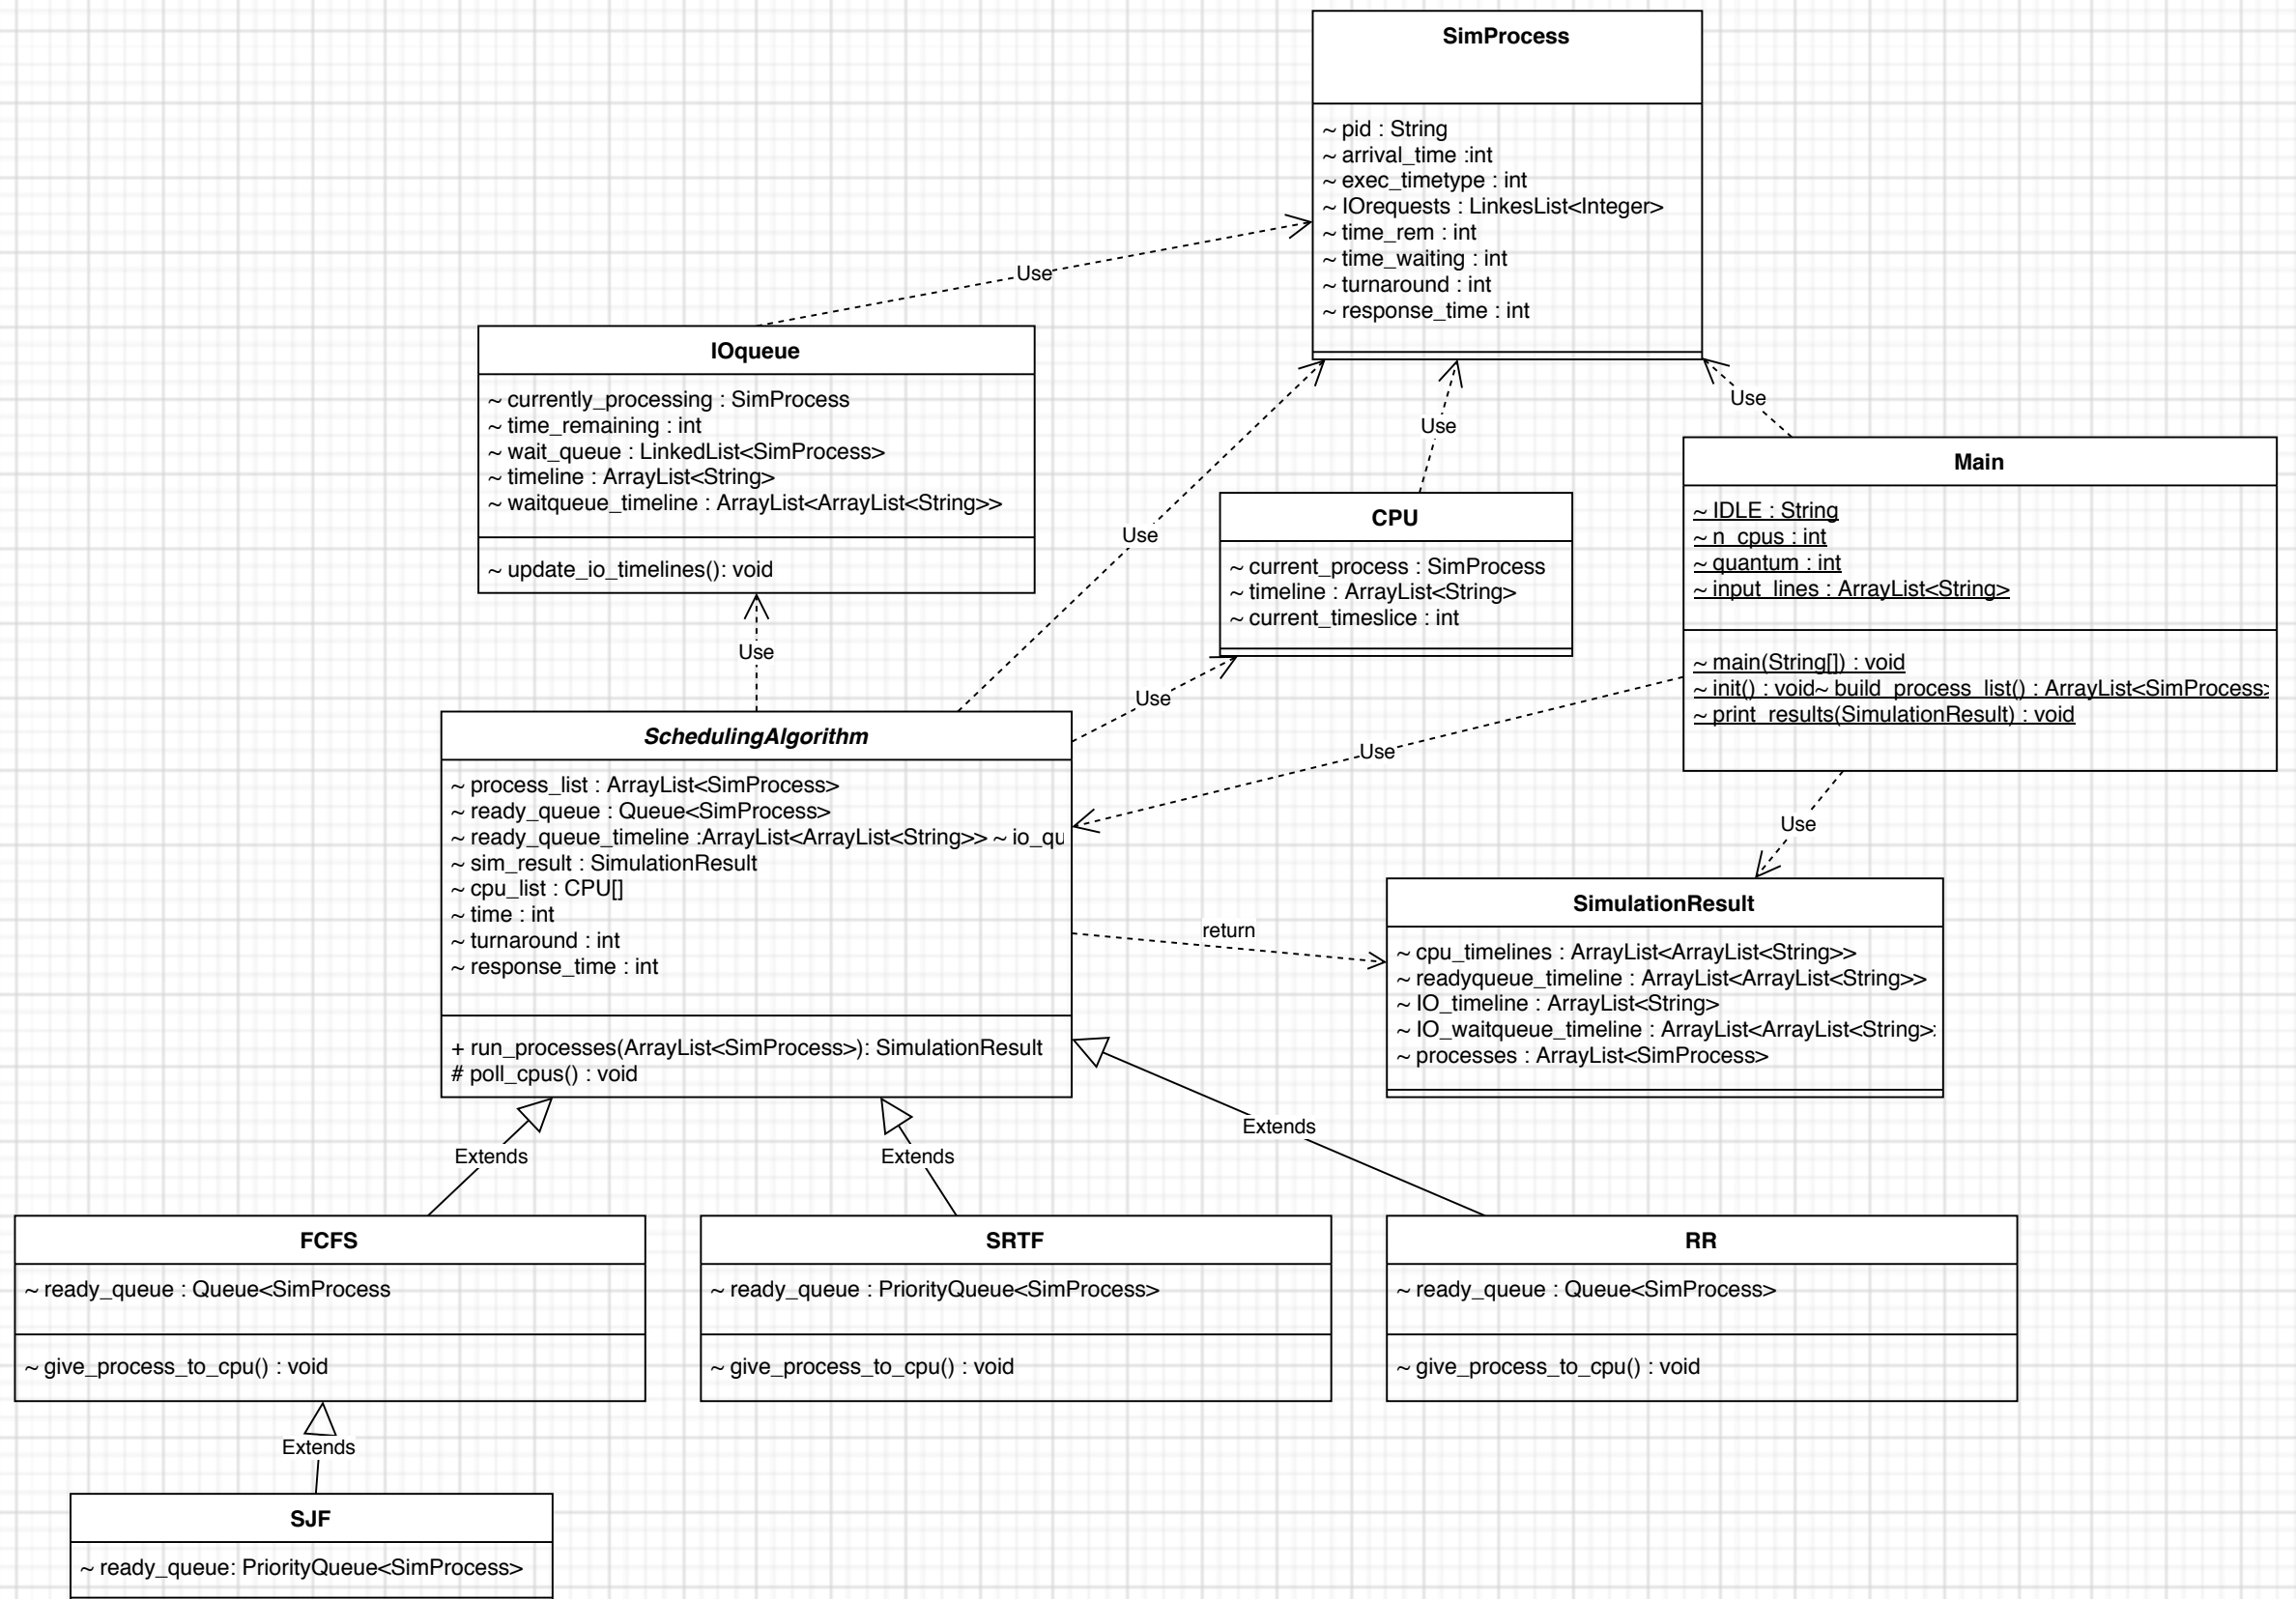 SimProcess
~ pid : String
~ arrival_time :int
~ exec_timetype : int
~ IOrequests : LinkesList<Integer>
~ time_rem : int
~ time_waiting : int
~ turnaround : int
~ response_time : int
Use
IOqueue
~ currently_processing : SimProcess
~ time_remaining : int
~ wait_queue : LinkedList<SimProcess>
~ timeline : ArrayList<String>
~ waitqueue_timeline : ArrayList<ArrayList<String>>
~ update_io_timelines(): void
Use
Use
Use
Use
CPU
~ current_process : SimProcess
~ timeline : ArrayList<String>
~ current_timeslice : int
Main
~ IDLE : String
~ n_cpus : int
~ quantum : int
~ input_lines : ArrayList<String>
~ main(String[]) : void
~ init() : void~ build_process_list() : ArrayList<SimProcess>
~ print_results(SimulationResult) : void
Use
Use
Use
SchedulingAlgorithm
~ process_list : ArrayList<SimProcess>
~ ready_queue : Queue<SimProcess>
~ ready_queue_timeline :ArrayList<ArrayList<String>> ~ io_qu
~ sim_result : SimulationResult
~ cpu_list : CPU[]
~ time : int
~ turnaround : int
~ response_time : int
+ run_processes(ArrayList<SimProcess>): SimulationResult
# poll_cpus() : void
return
SimulationResult
~ cpu_timelines : ArrayList<ArrayList<String>>
~ readyqueue_timeline : ArrayList<ArrayList<String>>
~ IO_timeline : ArrayList<String>
~ IO_waitqueue_timeline : ArrayList<ArrayList<String>
~ processes : ArrayList<SimProcess>
Extends
Extends
Extends
FCFS
~ ready_queue : Queue<SimProcess
~ give_process_to_cpu() : void
SRTF
~ ready_queue : PriorityQueue<SimProcess>
~ give_process_to_cpu() : void
RR
~ ready_queue : Queue<SimProcess>
~ give_process_to_cpu() : void
Extends
SJF
~ ready_queue: PriorityQueue<SimProcess>